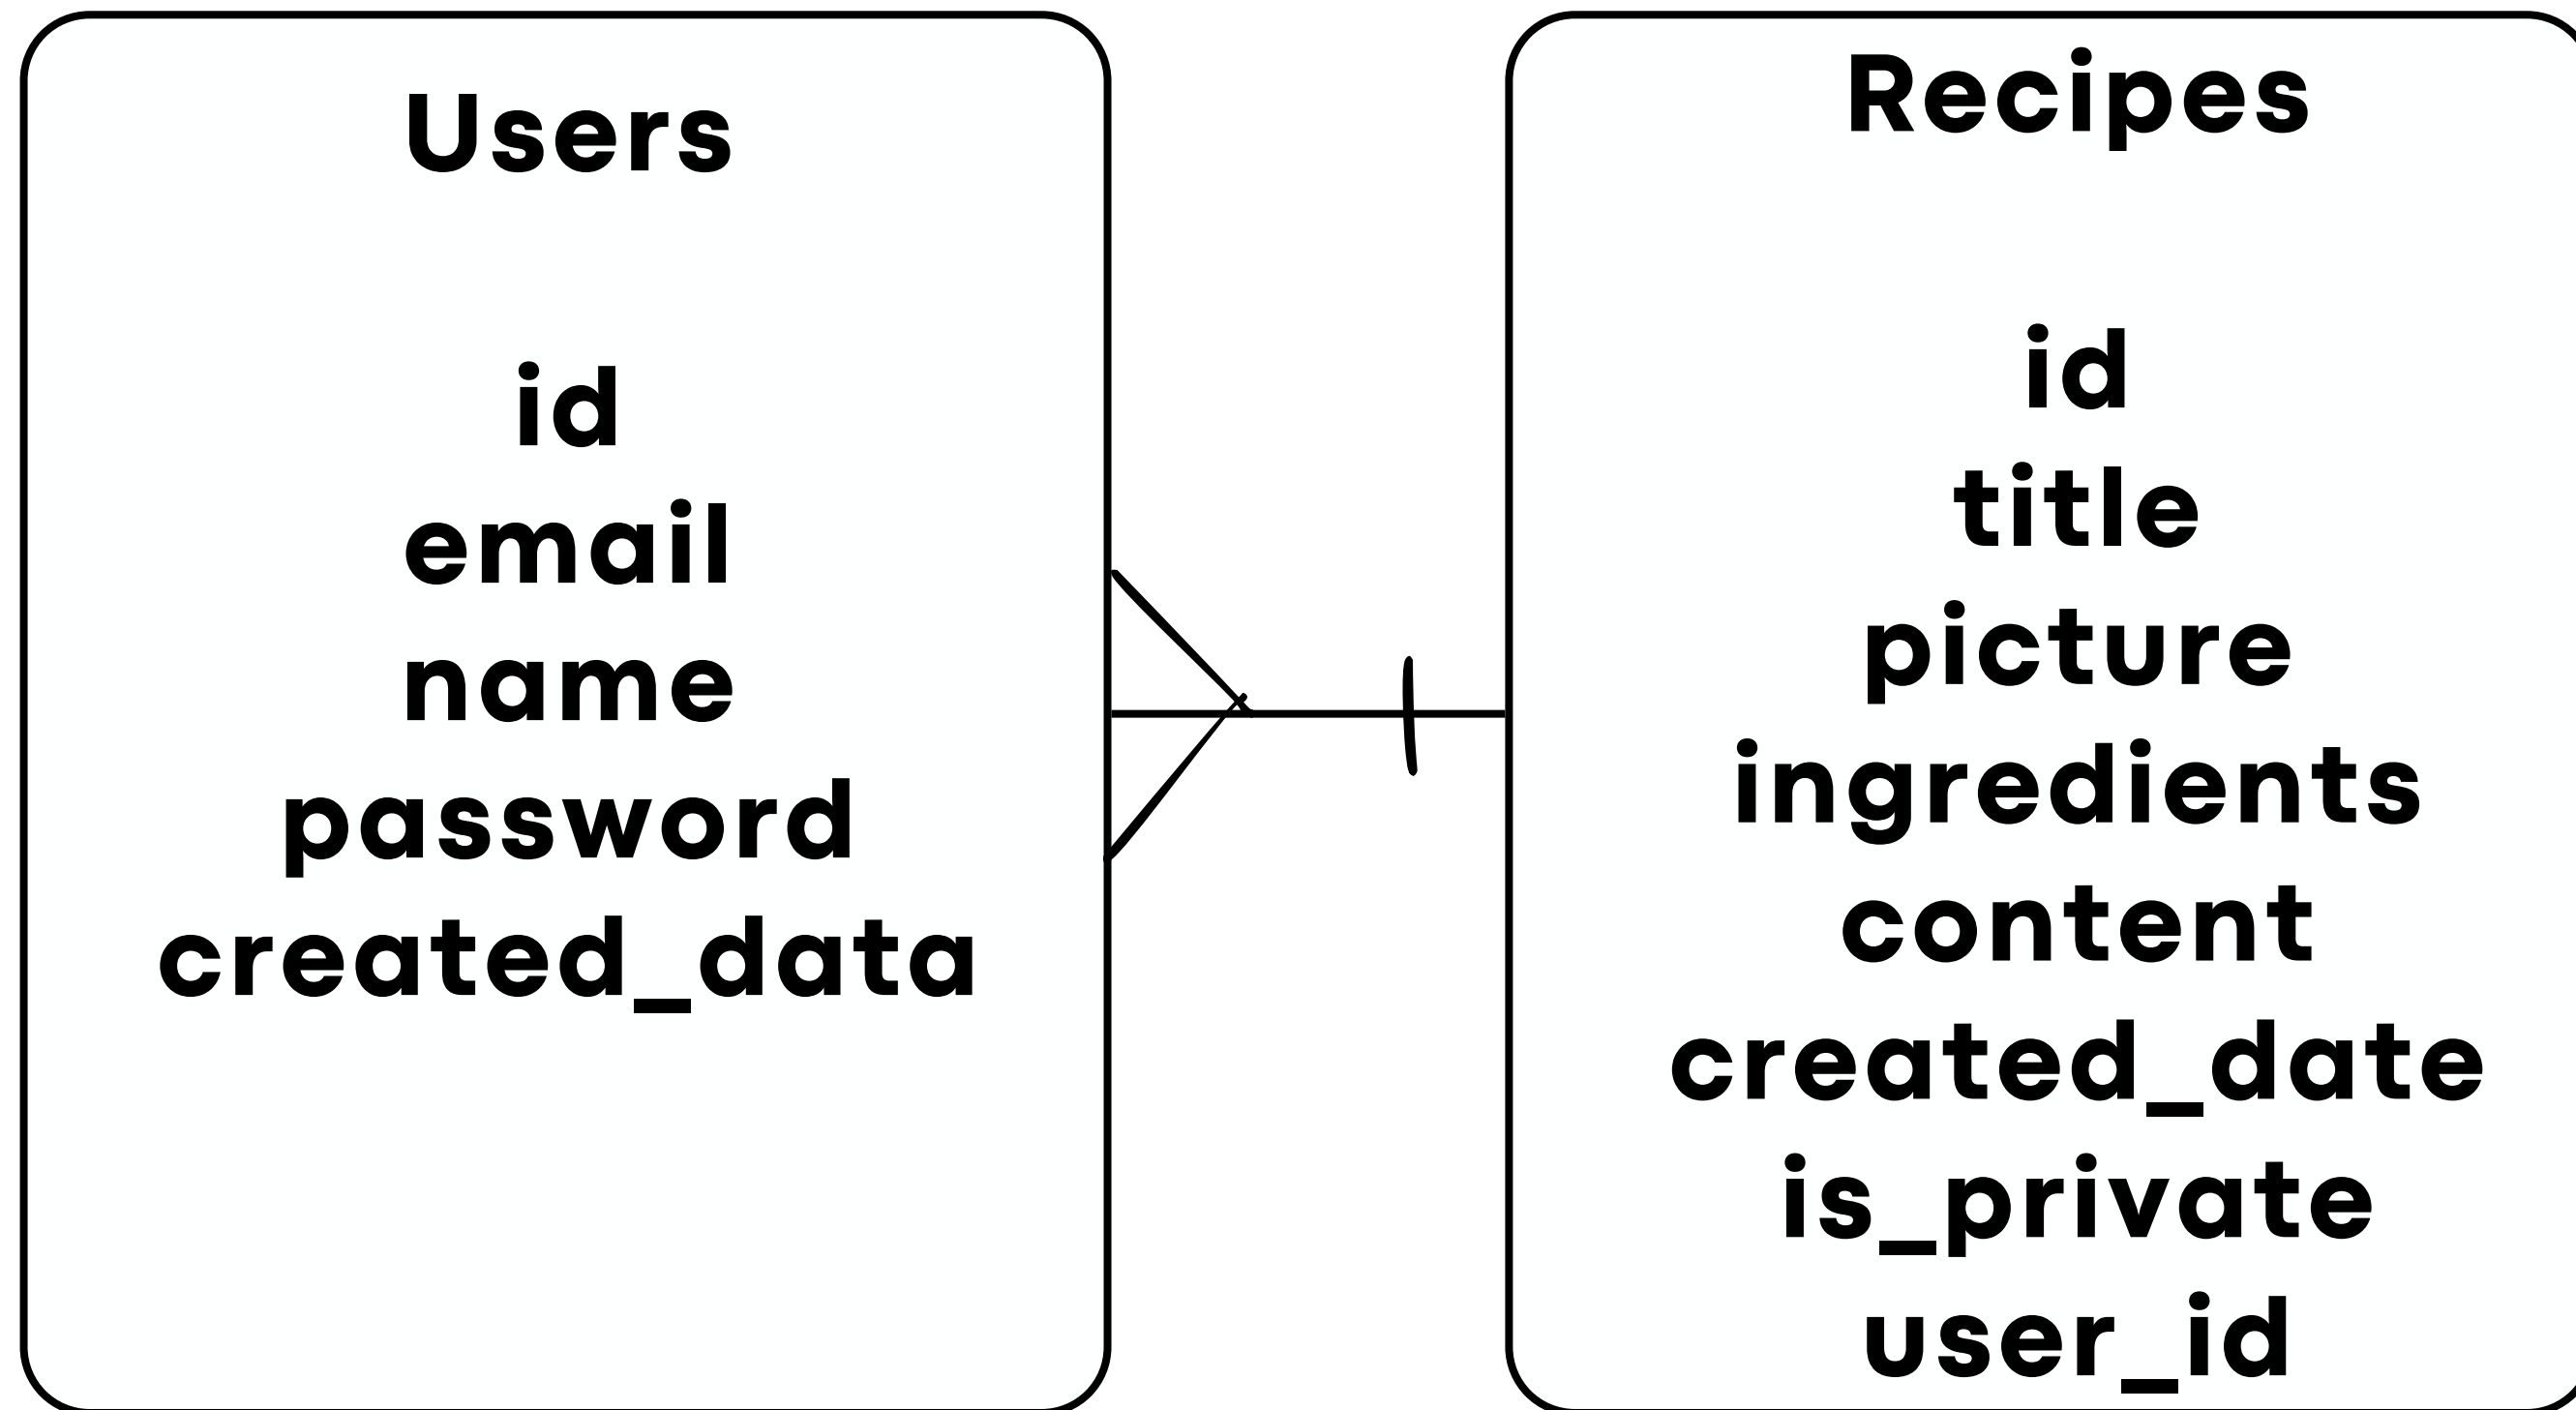 Users
id
email
name
password
created_data
Recipes
id
title
picture
ingredients
content
created_date
is_private
user_id